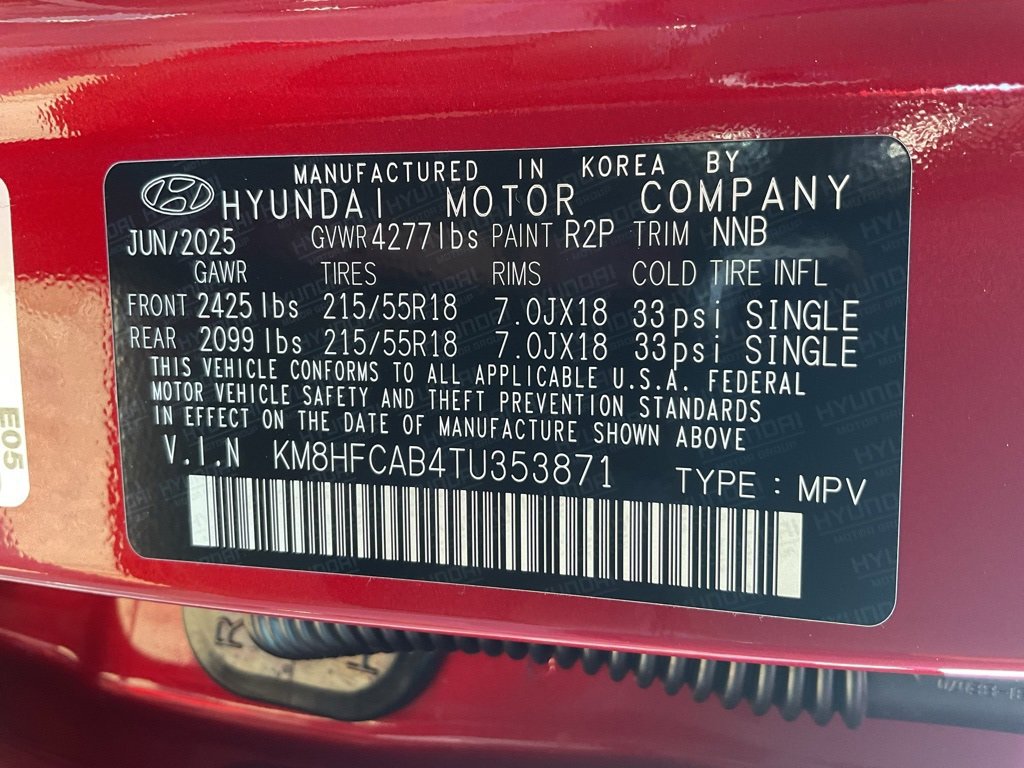 MANUFACTURED IN KOREA BY
HYUNDAI MOTOR COMPANY
JUN/2025 GVWR 4277 lbs PAINT R2P TRIM NNB
GAWR TIRES RIMS COLD TIRE INFL
FRONT 2425 lbs 215/55R18 7.0JX18 33psi SINGLE
REAR 2099 lbs 215/55R18 7.0JX18 33psi SINGLE
THIS VEHICLE CONFORMS TO ALL APPLICABLE U.S.A. FEDERAL
MOTOR VEHICLE SAFETY AND THEFT PREVENTION STANDARDS
IN EFFECT ON THE DATE OF MANUFACTURE SHOWN ABOVE
V.I.N KM8HFCAB4TU353871 TYPE : MPV
E05
R